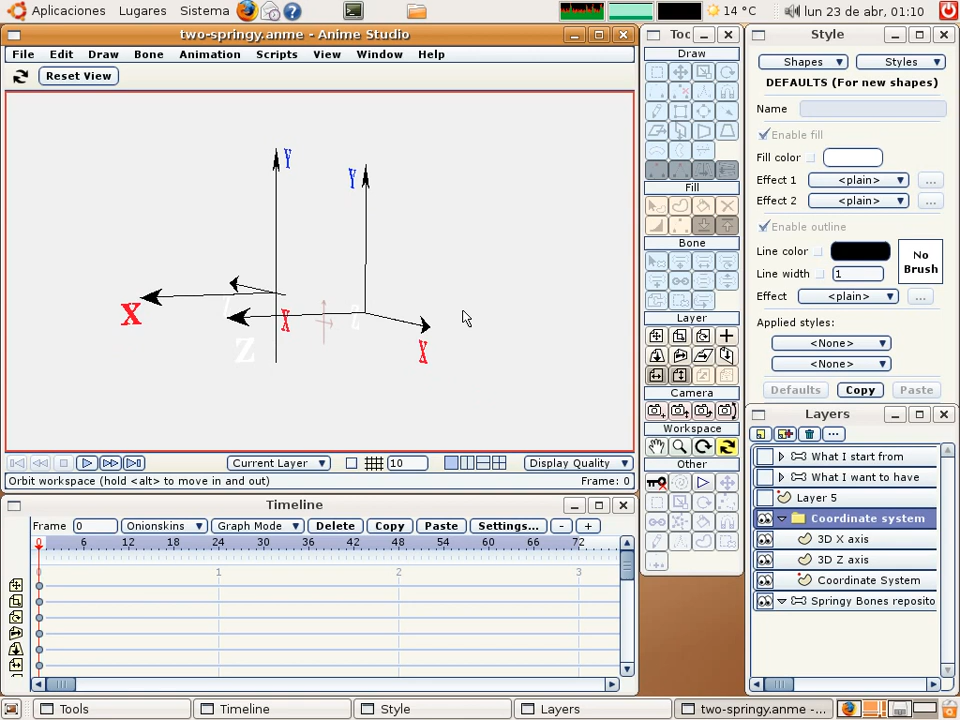 Aplicaciones Lugares Sistema ? 14 °C lun 23 de abr, 01:10
two-springy.anme - Anime Studio
File Edit Draw Bone Animation Scripts View Window Help
Reset View
Y
Y
X
X
Z
X
Current Layer 10 Display Quality
Orbit workspace (hold <alt> to move in and out) Frame: 0
Timeline
Frame 0 Onionskins Graph Mode Delete Copy Paste Settings... - +
0 6 12 18 24 30 36 42 48 54 60 66 72
0 1 2 3
Too
Draw
Fill
Bone
Layer
Camera
Workspace
Other
Style
Shapes Styles
DEFAULTS (For new shapes)
Name
Enable fill
Fill color
Effect 1 <plain> ...
Effect 2 <plain> ...
Enable outline
Line color
No Brush
Line width 1
Effect <plain> ...
Applied styles:
<None>
<None>
Defaults Copy Paste
Layers
What I start from
What I want to have
Layer 5
Coordinate system
3D X axis
3D Z axis
Coordinate System
Springy Bones reposito
Tools Timeline Style Layers two-springy.anme -...